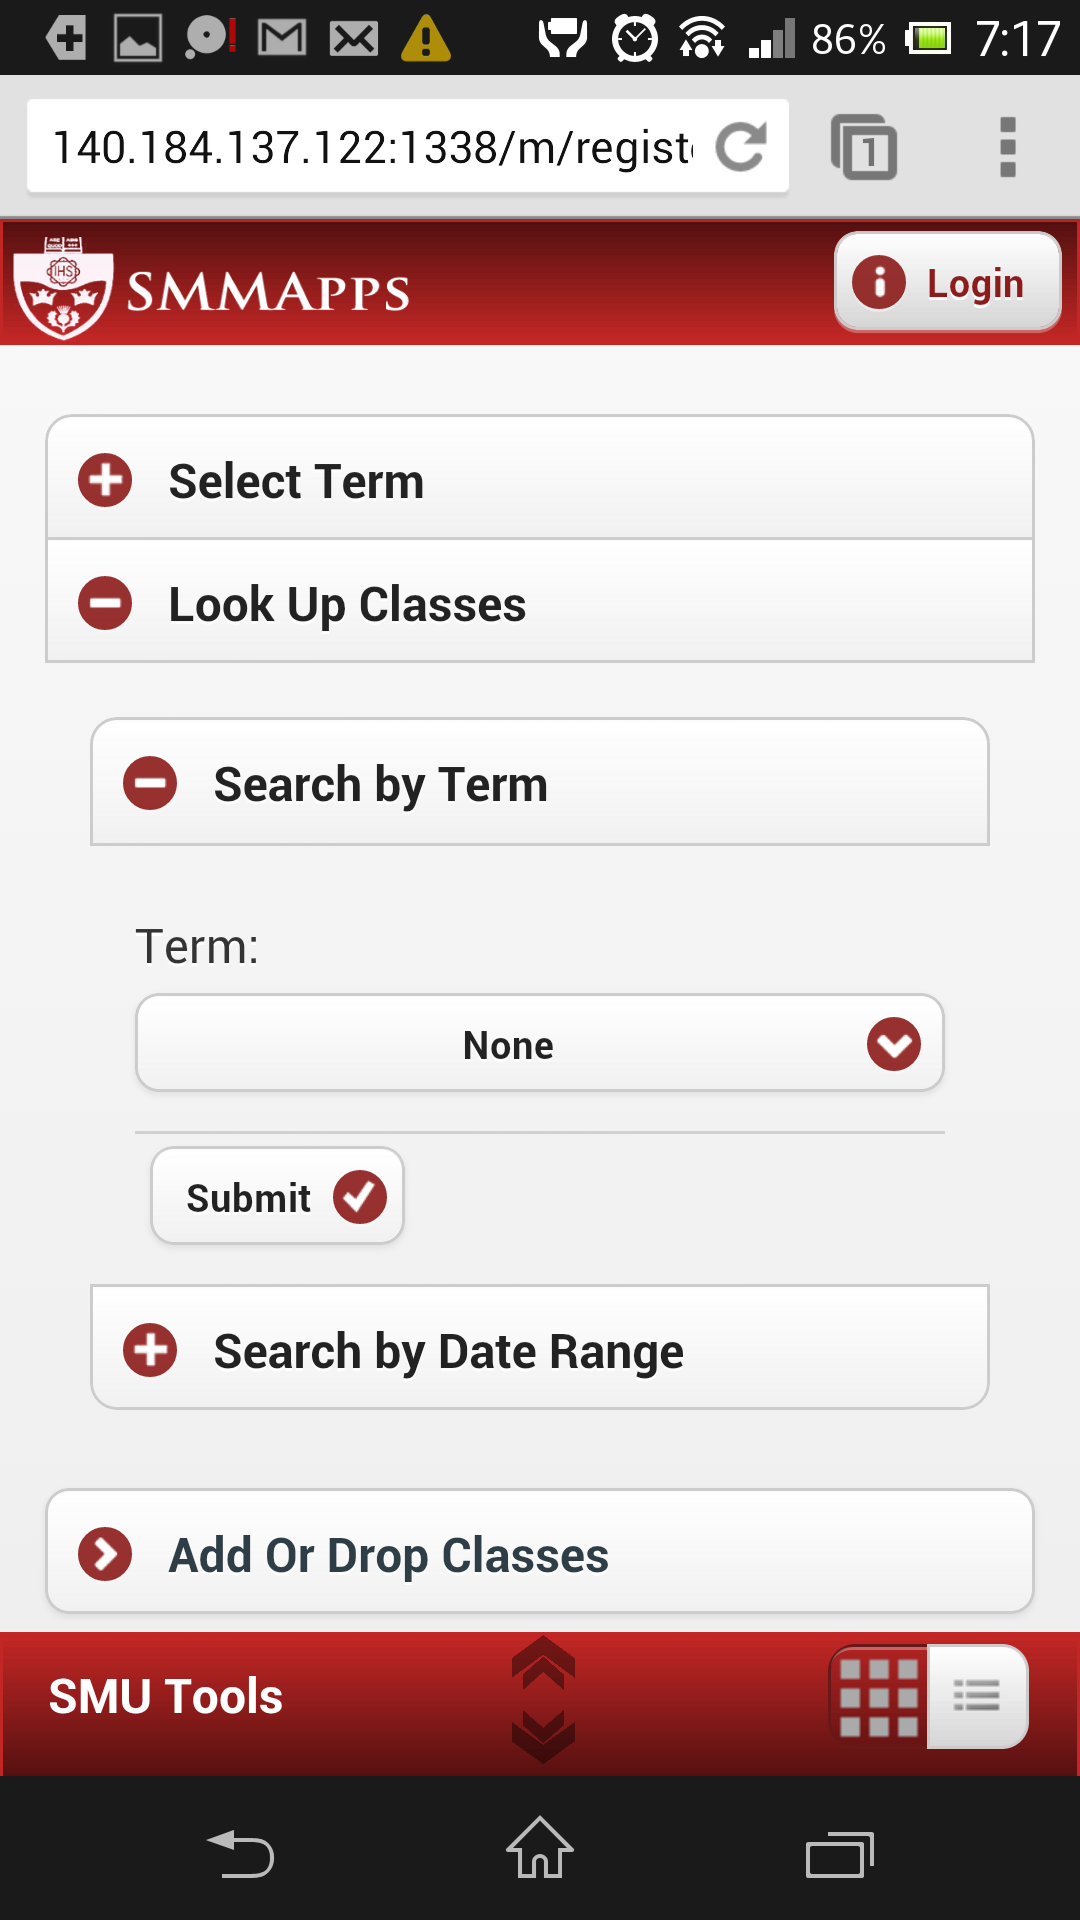 86% 7:17
140.184.137.122:1338/m/regist
1
IHS
SMMAPPS
Login
Select Term
Look Up Classes
Search by Term
Term:
None
Submit
Search by Date Range
Add Or Drop Classes
SMU Tools